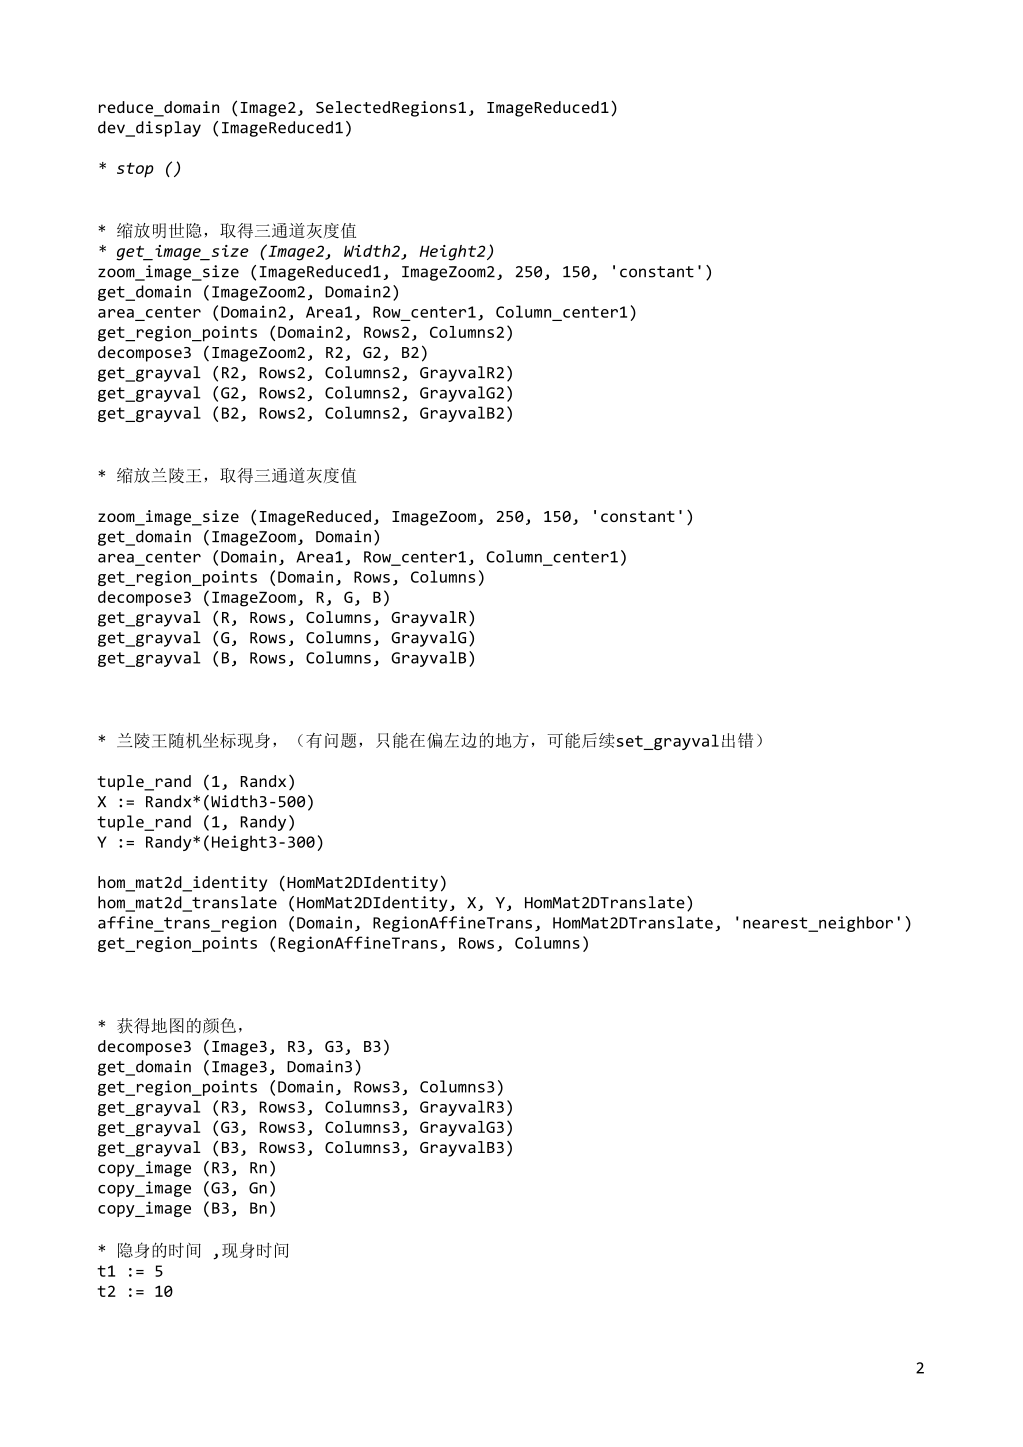 reduce_domain (Image2, SelectedRegions1, ImageReduced1)
dev_display (ImageReduced1)
* stop ()
* 缩放明世隐，取得三通道灰度值
* get_image_size (Image2, Width2, Height2)
zoom_image_size (ImageReduced1, ImageZoom2, 250, 150, 'constant')
get_domain (ImageZoom2, Domain2)
area_center (Domain2, Area1, Row_center1, Column_center1)
get_region_points (Domain2, Rows2, Columns2)
decompose3 (ImageZoom2, R2, G2, B2)
get_grayval (R2, Rows2, Columns2, GrayvalR2)
get_grayval (G2, Rows2, Columns2, GrayvalG2)
get_grayval (B2, Rows2, Columns2, GrayvalB2)
* 缩放兰陵王，取得三通道灰度值
zoom_image_size (ImageReduced, ImageZoom, 250, 150, 'constant')
get_domain (ImageZoom, Domain)
area_center (Domain, Area1, Row_center1, Column_center1)
get_region_points (Domain, Rows, Columns)
decompose3 (ImageZoom, R, G, B)
get_grayval (R, Rows, Columns, GrayvalR)
get_grayval (G, Rows, Columns, GrayvalG)
get_grayval (B, Rows, Columns, GrayvalB)
* 兰陵王随机坐标现身，（有问题，只能在偏左边的地方，可能后续set_grayval出错）
tuple_rand (1, Randx)
X := Randx*(Width3-500)
tuple_rand (1, Randy)
Y := Randy*(Height3-300)
hom_mat2d_identity (HomMat2DIdentity)
hom_mat2d_translate (HomMat2DIdentity, X, Y, HomMat2DTranslate)
affine_trans_region (Domain, RegionAffineTrans, HomMat2DTranslate, 'nearest_neighbor')
get_region_points (RegionAffineTrans, Rows, Columns)
* 获得地图的颜色，
decompose3 (Image3, R3, G3, B3)
get_domain (Image3, Domain3)
get_region_points (Domain, Rows3, Columns3)
get_grayval (R3, Rows3, Columns3, GrayvalR3)
get_grayval (G3, Rows3, Columns3, GrayvalG3)
get_grayval (B3, Rows3, Columns3, GrayvalB3)
copy_image (R3, Rn)
copy_image (G3, Gn)
copy_image (B3, Bn)
* 隐身的时间 ,现身时间
t1 := 5
t2 := 10
2